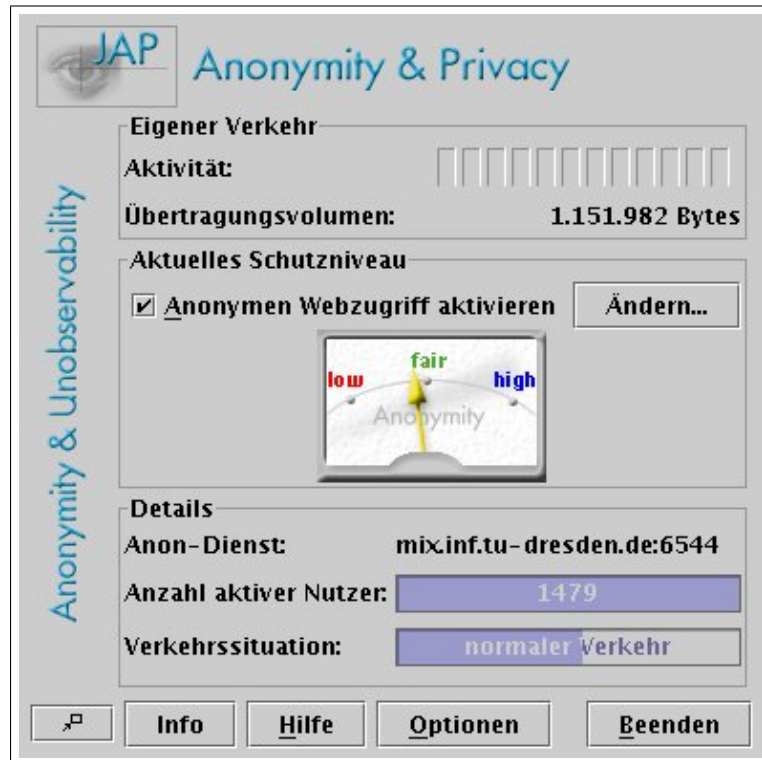 JAP
Anonymity & Privacy
Anonymity & Unobservability
Eigener Verkehr
Aktivität:
Übertragungsvolumen: 1.151.982 Bytes
Aktuelles Schutzniveau
Anonymen Webzugriff aktivieren Ändern...
low fair high
Anonymity
Details
Anon-Dienst: mix.inf.tu-dresden.de:6544
Anzahl aktiver Nutzer: 1479
Verkehrssituation: normaler Verkehr
Info Hilfe Optionen Beenden